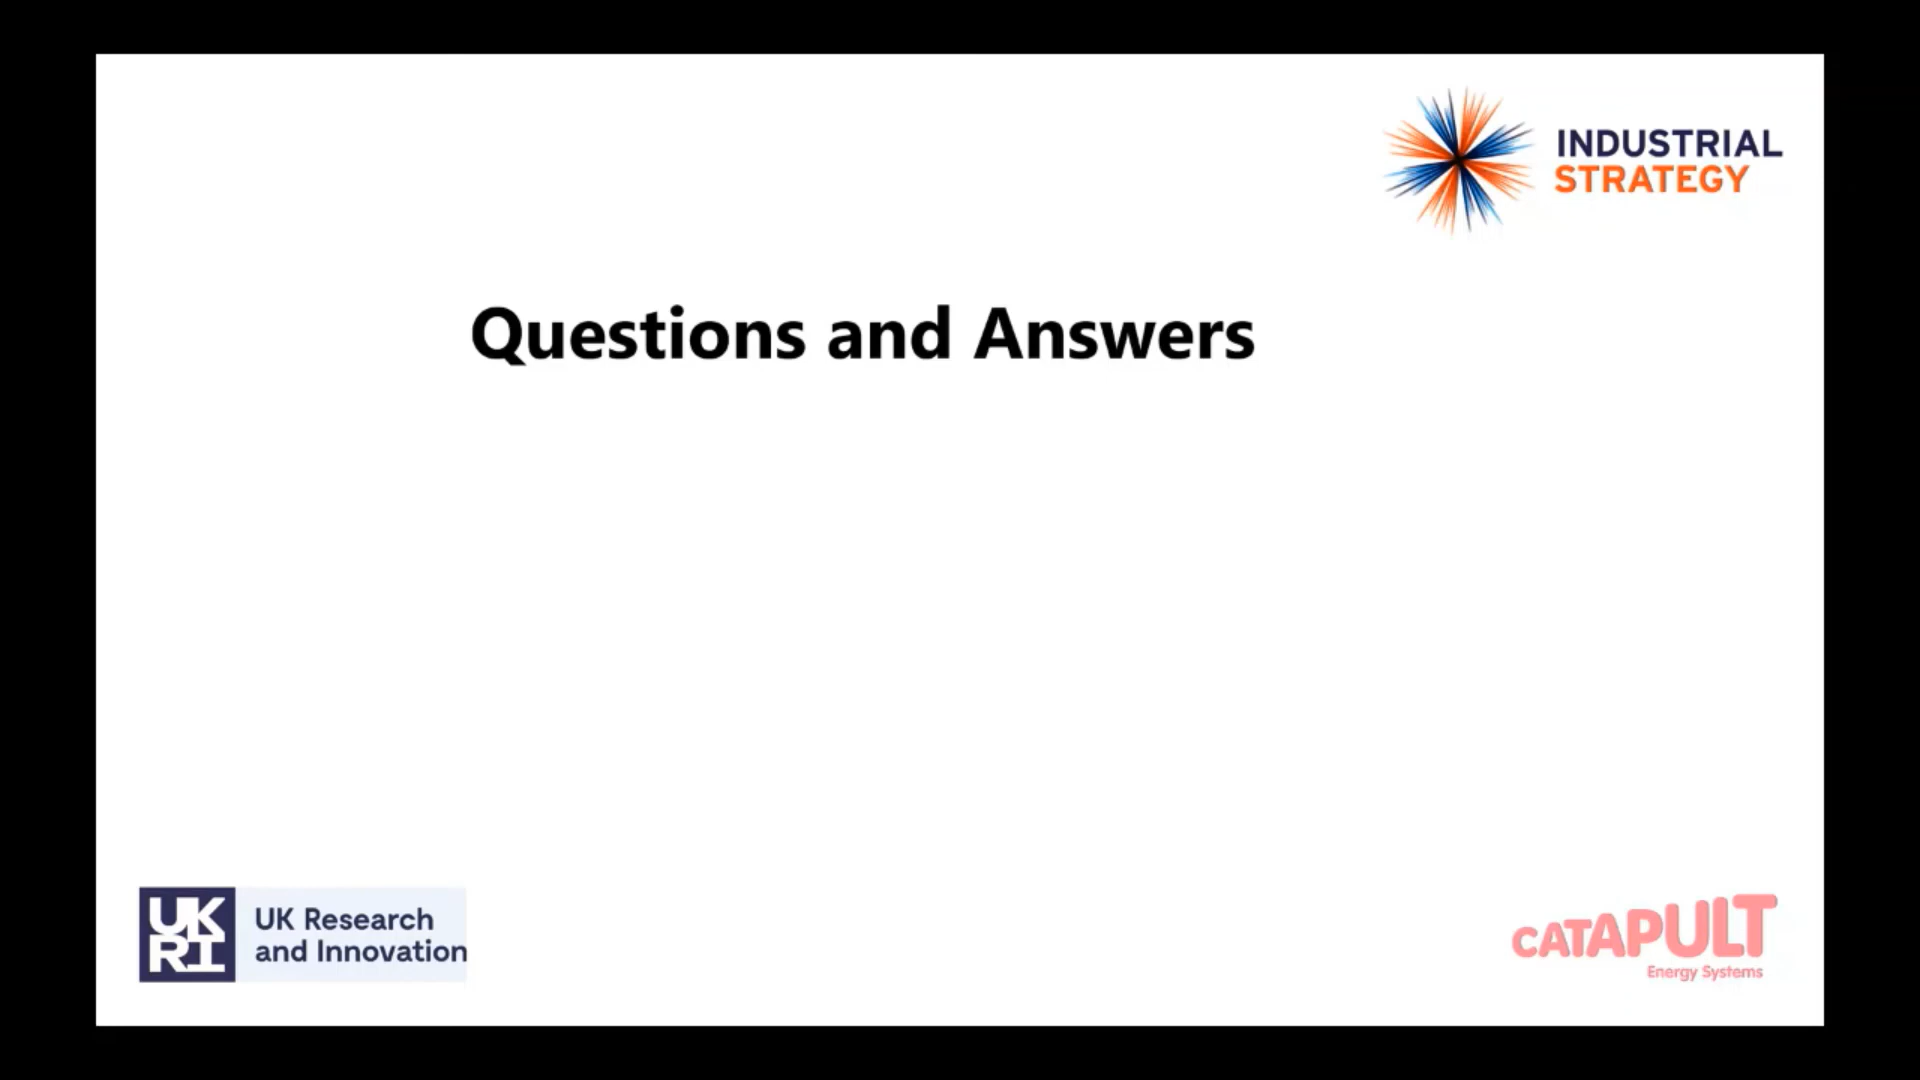 INDUSTRIAL
STRATEGY
Questions and Answers
UK
RI
UK Research
and Innovation
CATAPULT
Energy Systems